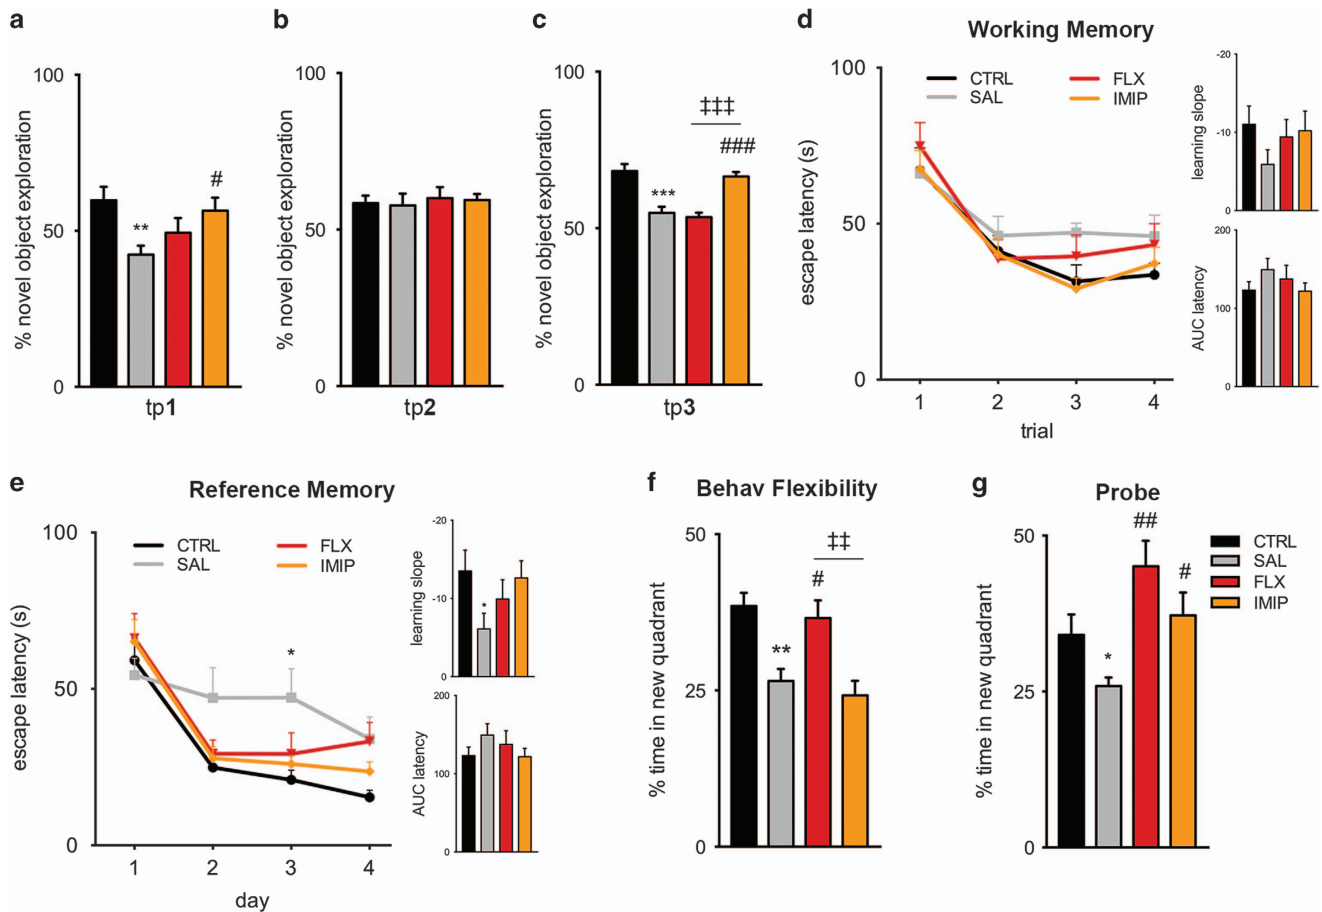 a
% novel object exploration
100
50
0
**
#
tp1
b
% novel object exploration
100
50
0
tp2
c
% novel object exploration
100
50
0
***
‡‡‡
###
tp3
d
Working Memory
CTRL
SAL
FLX
IMIP
escape latency (s)
100
50
0
1 2 3 4
trial
learning slope
-20
-10
0
AUC latency
200
100
0
e
Reference Memory
CTRL
SAL
FLX
IMIP
escape latency (s)
100
50
0
*
1 2 3 4
day
learning slope
-20
-10
0
*
AUC latency
200
100
0
f
Behav Flexibility
% time in new quadrant
50
25
0
**
#
‡‡
g
Probe
% time in new quadrant
50
25
0
*
##
#
CTRL
SAL
FLX
IMIP